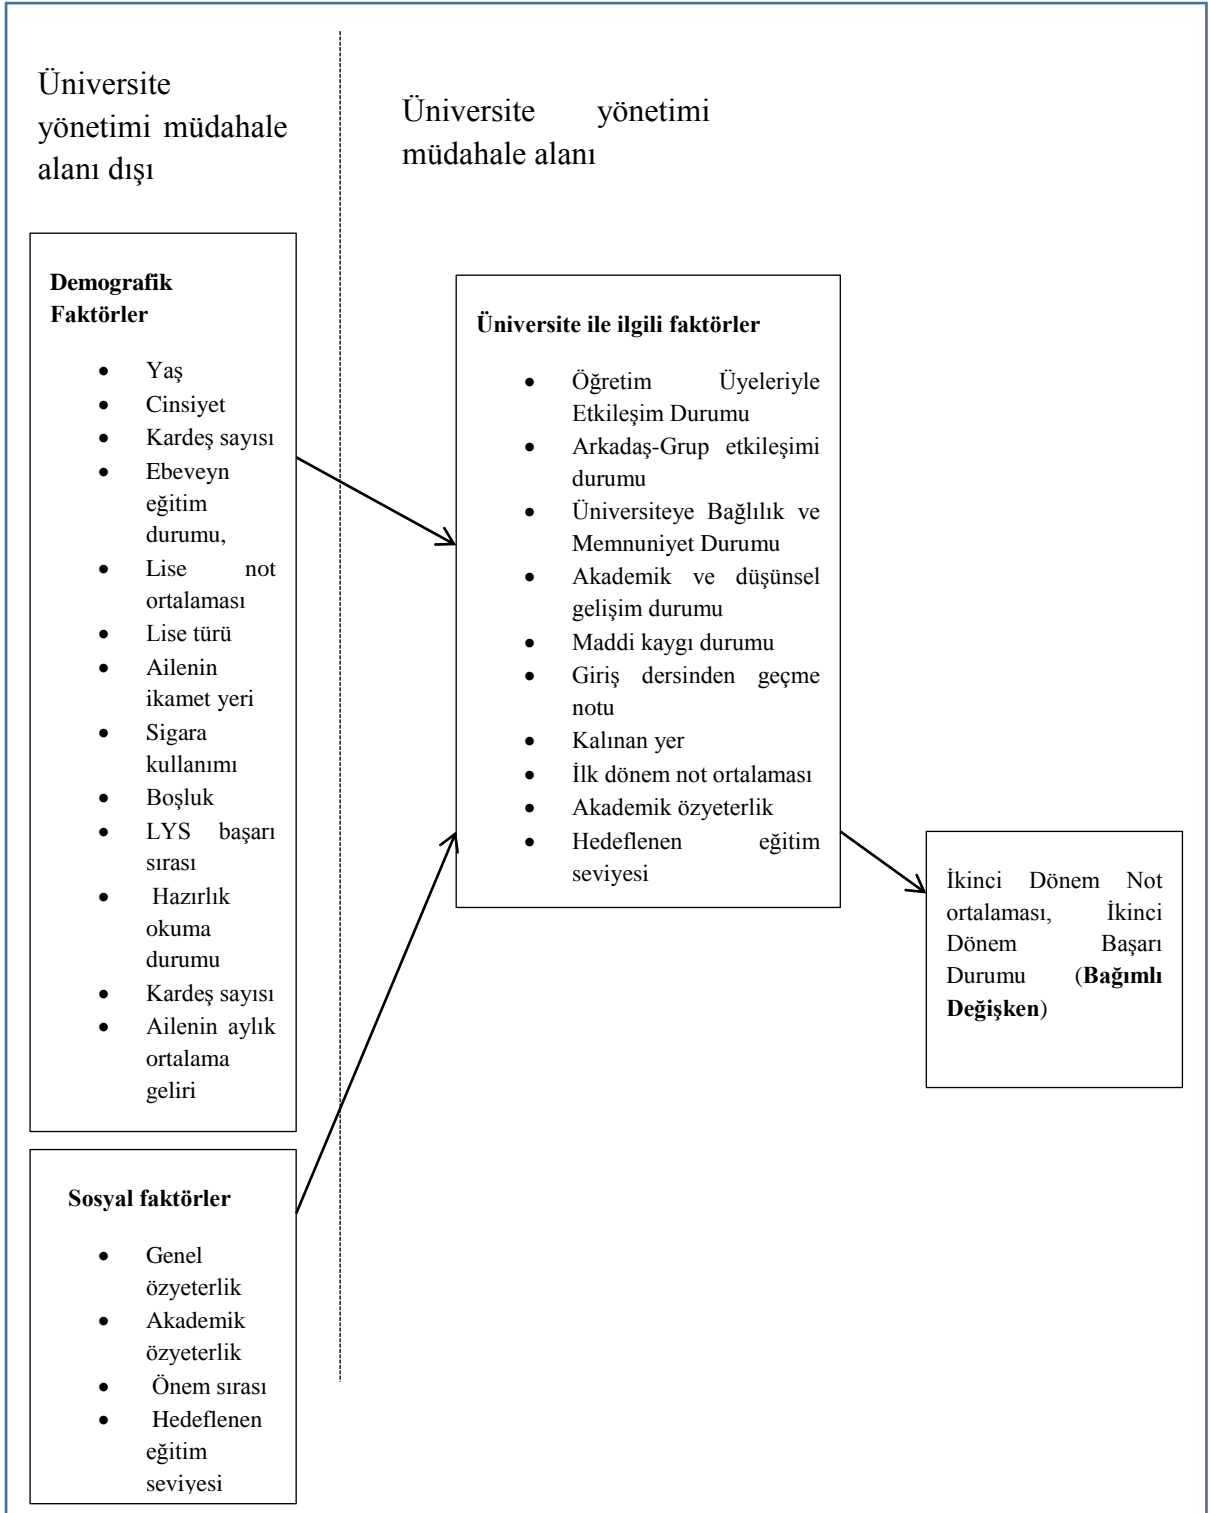 Üniversite
yönetimi müdahale
alanı dışı
Üniversite yönetimi
müdahale alanı
Demografik
Faktörler
• Yaş
• Cinsiyet
• Kardeş sayısı
• Ebeveyn
eğitim
durumu,
• Lise not
ortalaması
• Lise türü
• Ailenin
ikamet yeri
• Sigara
kullanımı
• Boşluk
• LYS başarı
sırası
• Hazırlık
okuma
durumu
• Kardeş sayısı
• Ailenin aylık
ortalama
geliri
Sosyal faktörler
• Genel
özyeterlik
• Akademik
özyeterlik
• Önem sırası
• Hedeflenen
eğitim
seviyesi
Üniversite ile ilgili faktörler
• Öğretim Üyeleriyle
Etkileşim Durumu
• Arkadaş-Grup etkileşimi
durumu
• Üniversiteye Bağlılık ve
Memnuniyet Durumu
• Akademik ve düşünsel
gelişim durumu
• Maddi kaygı durumu
• Giriş dersinden geçme
notu
• Kalınan yer
• İlk dönem not ortalaması
• Akademik özyeterlik
• Hedeflenen eğitim
seviyesi
İkinci Dönem Not
ortalaması, İkinci
Dönem Başarı
Durumu (Bağımlı
Değişken)